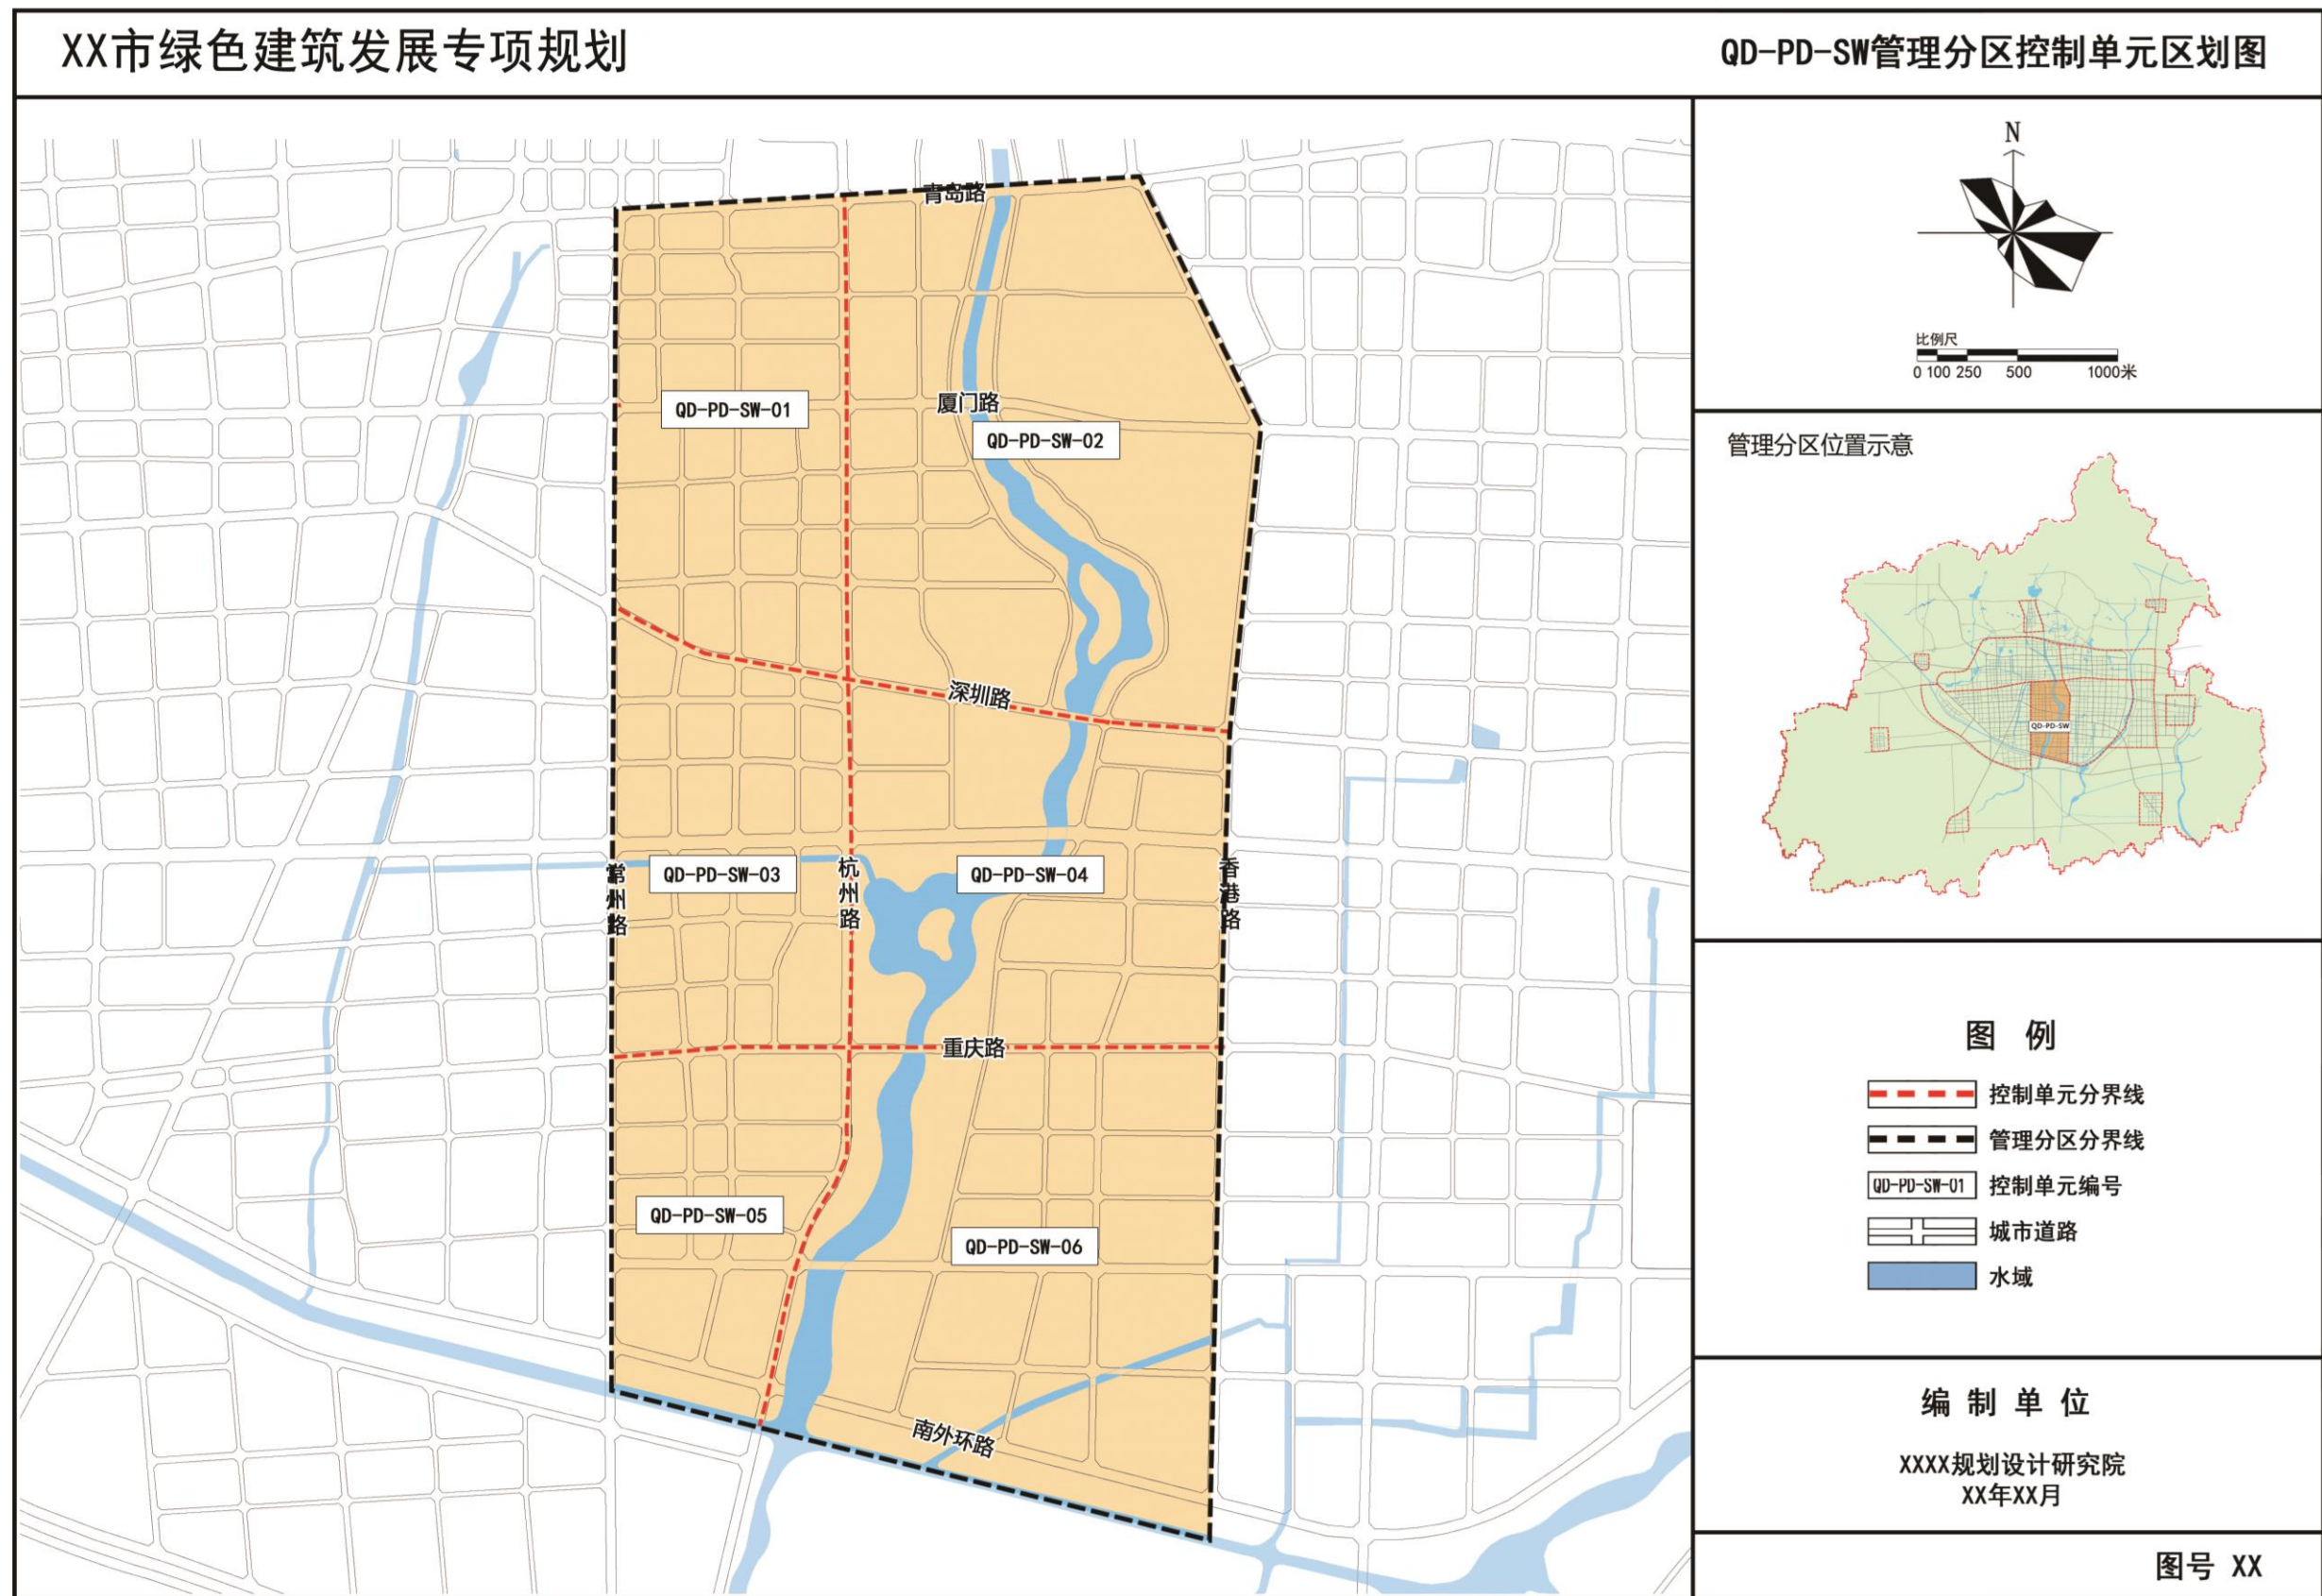 XX市绿色建筑发展专项规划
QD-PD-SW管理分区控制单元区划图
青岛路
厦门路
QD-PD-SW-01
QD-PD-SW-02
深圳路
常州路
QD-PD-SW-03
杭州路
QD-PD-SW-04
香港路
重庆路
QD-PD-SW-05
QD-PD-SW-06
南外环路
N
比例尺
0 100 250 500 1000米
管理分区位置示意
QD-PD-SW
图 例
控制单元分界线
管理分区分界线
QD-PD-SW-01 控制单元编号
城市道路
水域
编 制 单 位
XXXX规划设计研究院
XX年XX月
图号 XX